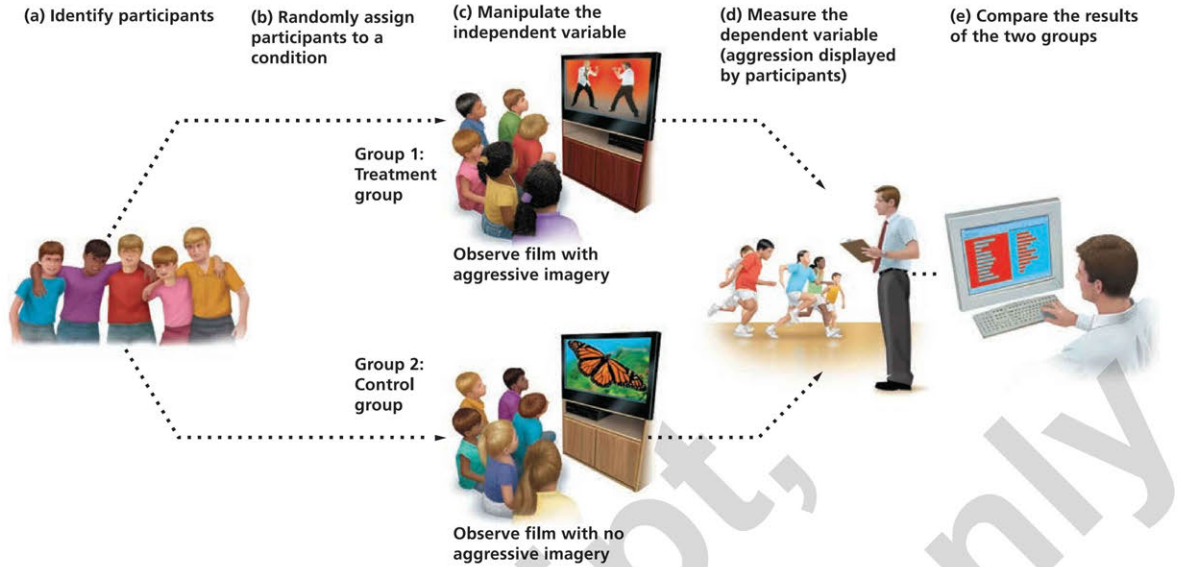 (a) Identify participants
(b) Randomly assign
participants to a
condition
(c) Manipulate the
independent variable
(d) Measure the
dependent variable
(aggression displayed
by participants)
(e) Compare the results
of the two groups
Group 1:
Treatment
group
Observe film with
aggressive imagery
Group 2:
Control
group
Observe film with no
aggressive imagery